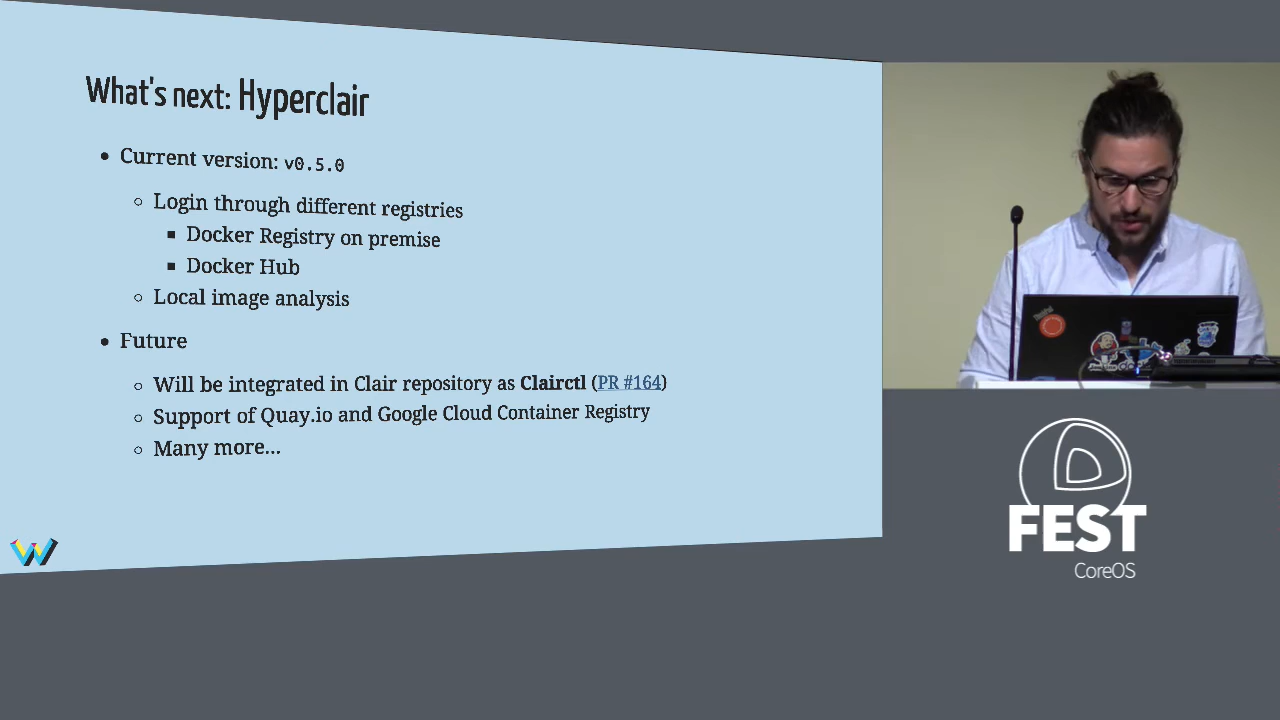 What's next: Hyperclair
Current version: v0.5.0
Login through different registries
Docker Registry on premise
Docker Hub
Local image analysis
Future
Will be integrated in Clair repository as Clairctl (PR #164)
Support of Quay.io and Google Cloud Container Registry
Many more...
FEST
CoreOS